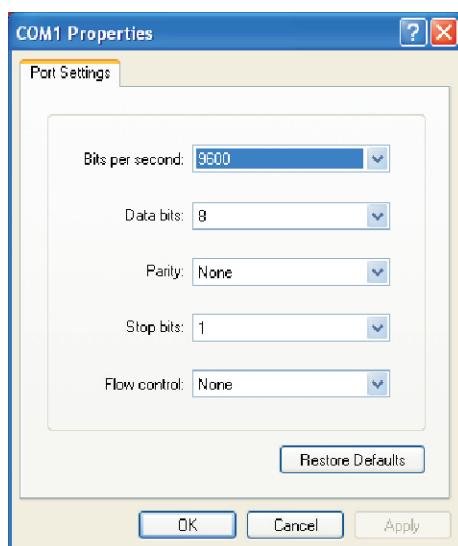 COM1 Properties
Port Settings
Bits per second: 9600
Data bits: 8
Parity: None
Stop bits: 1
Flow control: None
Restore Defaults
OK Cancel Apply